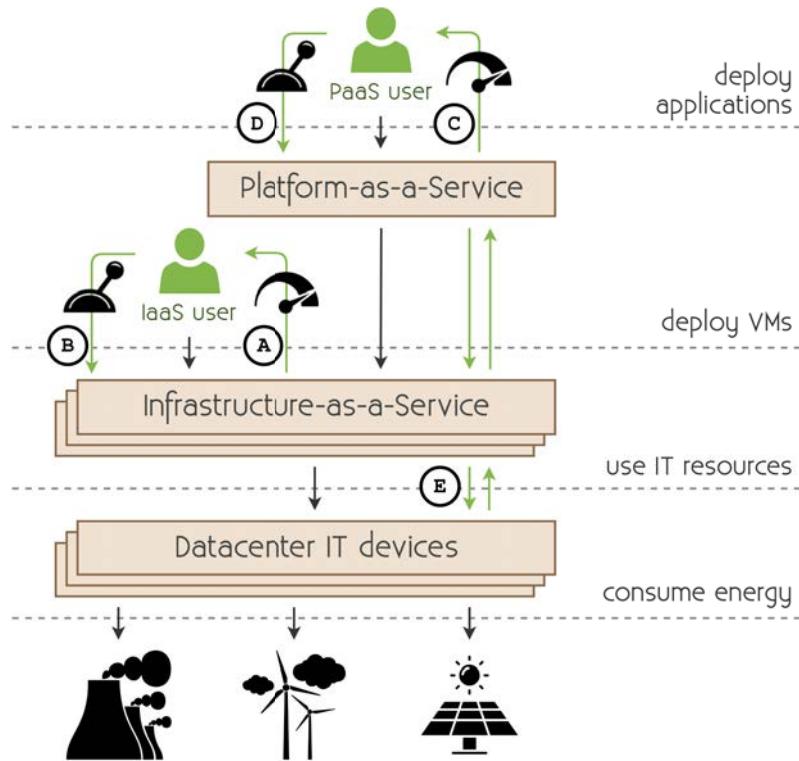 PaaS user
deploy
applications
D
C
Platform-as-a-Service
IaaS user
deploy VMs
B
A
Infrastructure-as-a-Service
use IT resources
E
Datacenter IT devices
consume energy